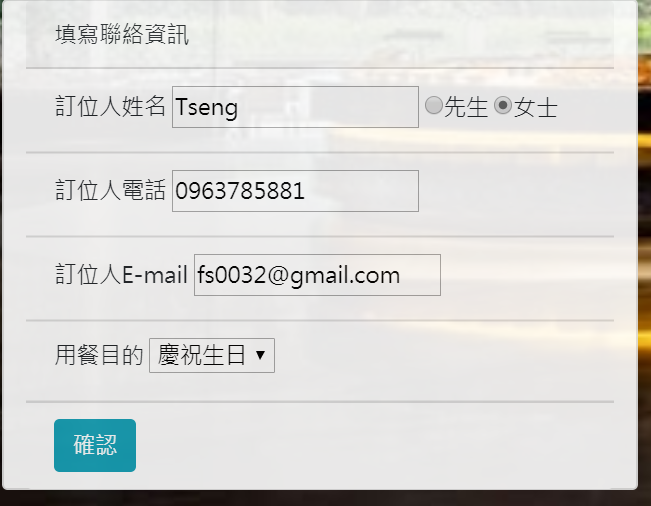 填寫聯絡資訊
訂位人姓名 Tseng 先生 女士
訂位人電話 0963785881
訂位人E-mail fs0032@gmail.com
用餐目的 慶祝生日
確認